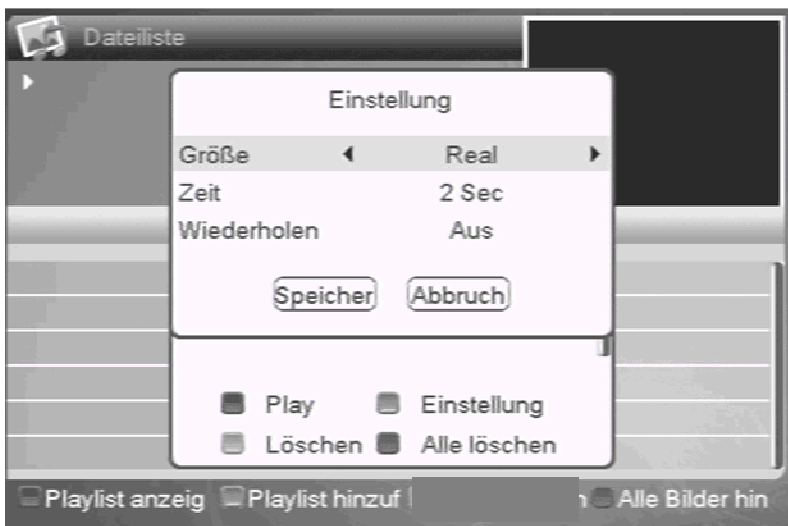 Dateiliste
Einstellung
Größe Real
Zeit 2 Sec
Wiederholen Aus
Speicher Abbruch
Play Einstellung
Löschen Alle löschen
Playlist anzeig Playlist hinzuf Alle Bilder hin